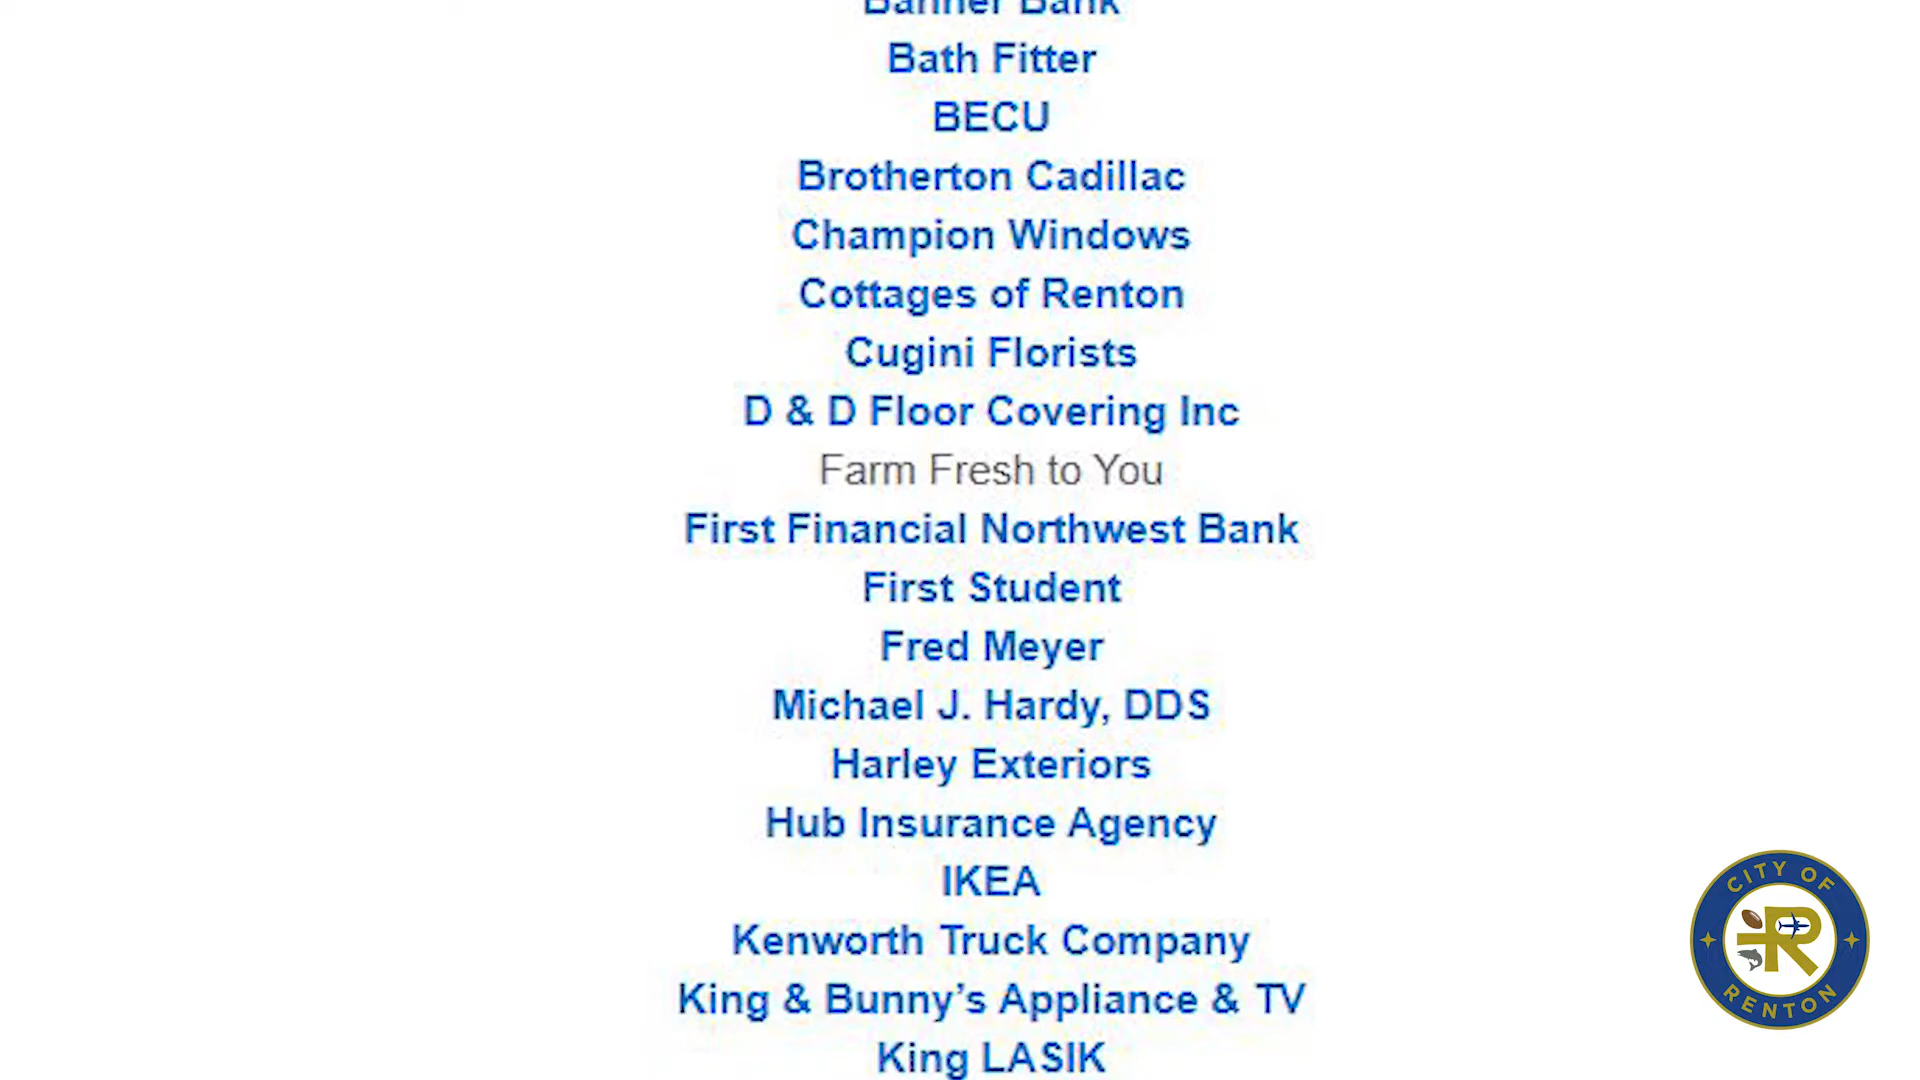 Banner Bank
Bath Fitter
BECU
Brotherton Cadillac
Champion Windows
Cottages of Renton
Cugini Florists
D & D Floor Covering Inc
Farm Fresh to You
First Financial Northwest Bank
First Student
Fred Meyer
Michael J. Hardy, DDS
Harley Exteriors
Hub Insurance Agency
IKEA
Kenworth Truck Company
King & Bunny’s Appliance & TV
King LASIK
CITY OF
R
RENTON